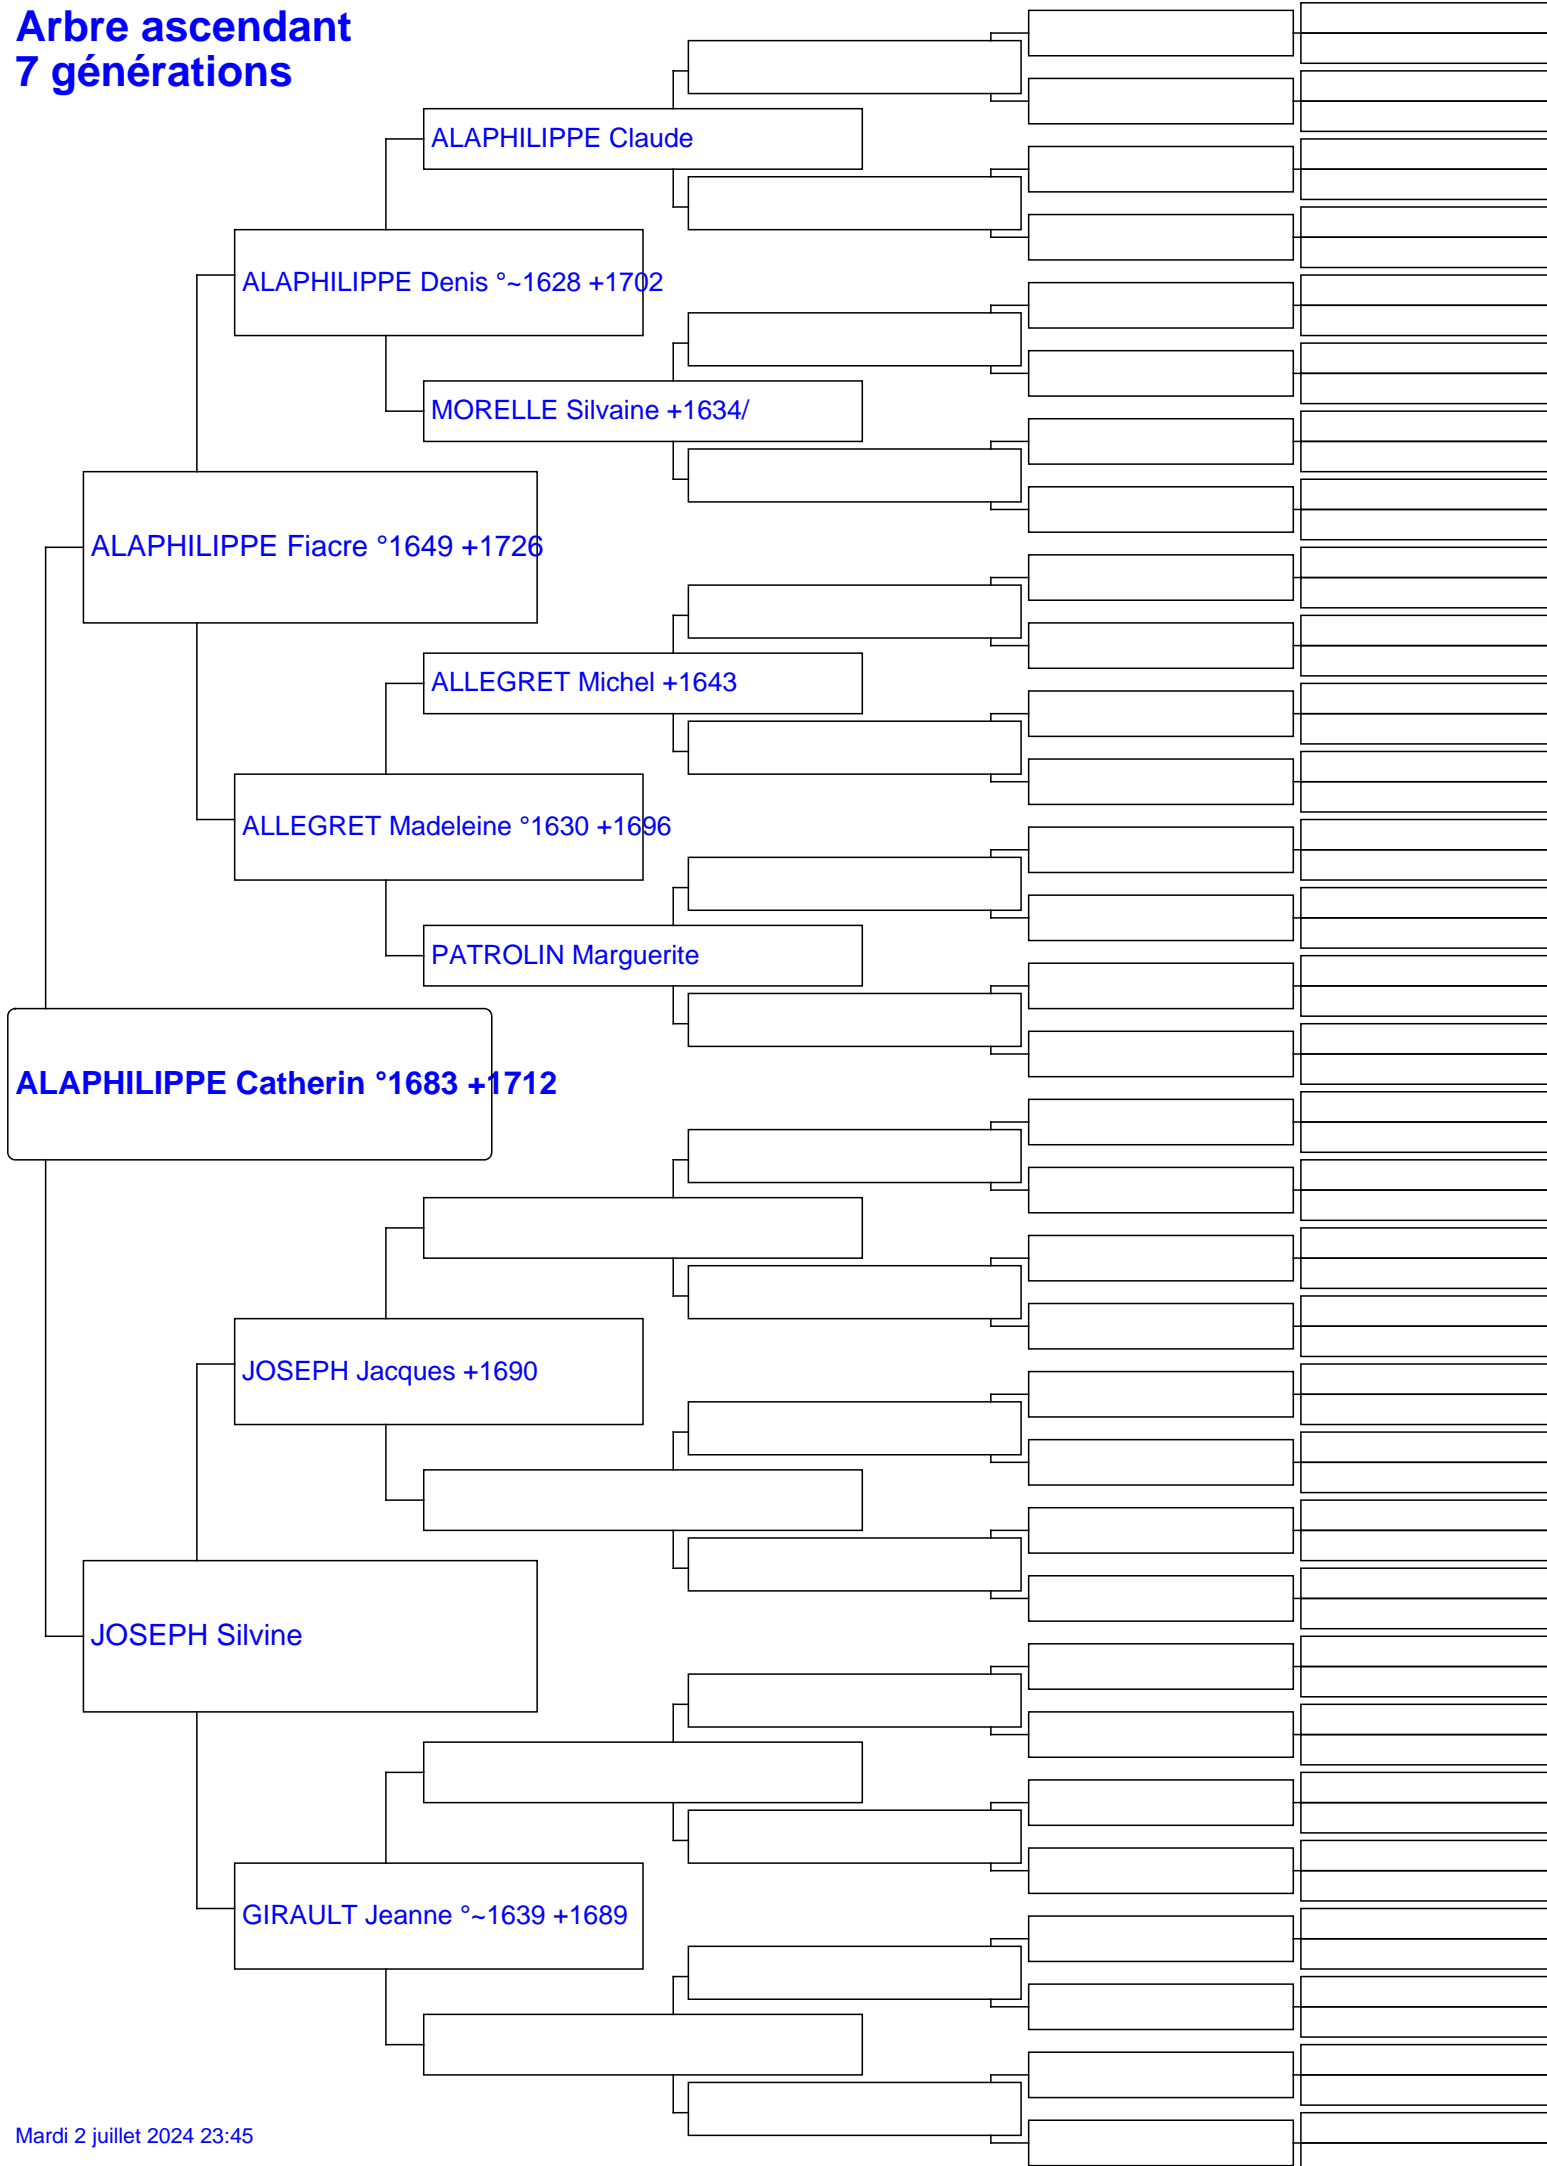 Arbre ascendant
7 générations
ALAPHILIPPE Claude
ALAPHILIPPE Denis °~1628 +1702
MORELLE Silvaine +1634/
ALAPHILIPPE Fiacre °1649 +1726
ALLEGRET Michel +1643
ALLEGRET Madeleine °1630 +1696
PATROLIN Marguerite
ALAPHILIPPE Catherin °1683 +1712
JOSEPH Jacques +1690
JOSEPH Silvine
GIRAULT Jeanne °~1639 +1689
Mardi 2 juillet 2024 23:45